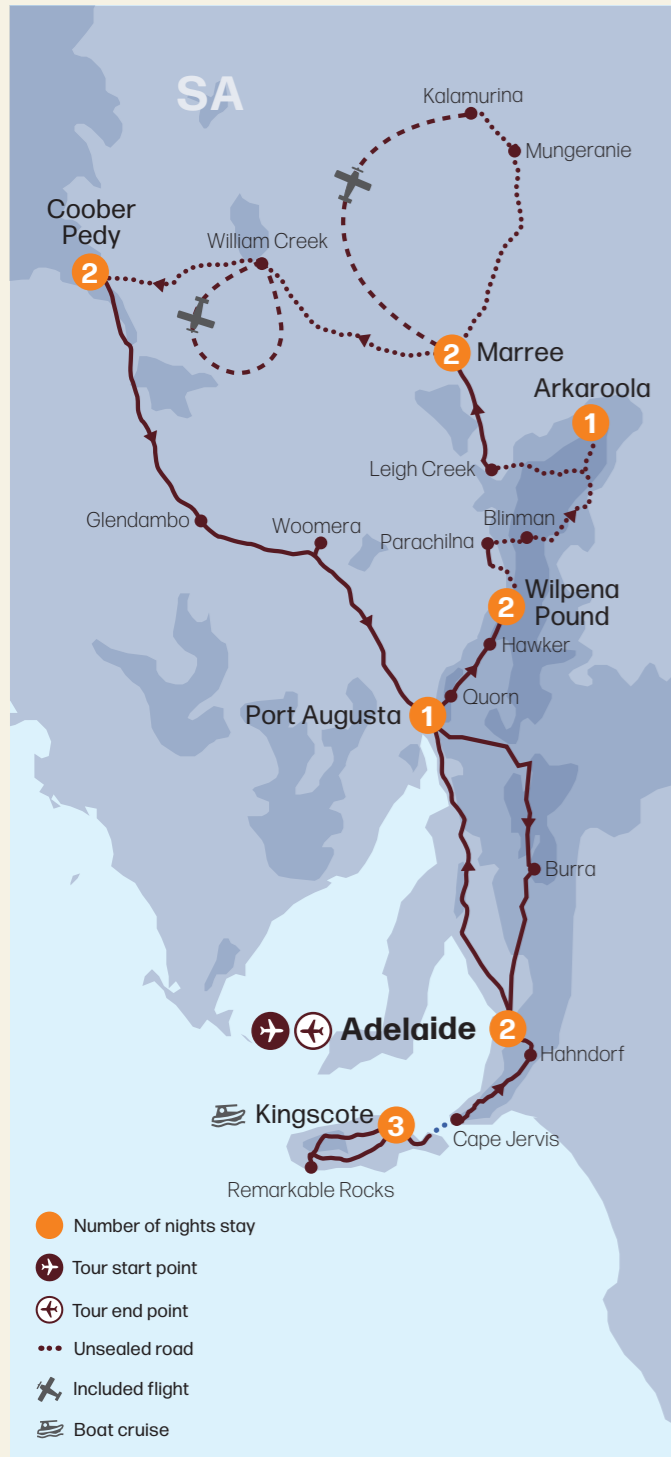 SA
Kalamurina
Mungeranie
Coober
Pedy
2
William Creek
2 Marree
Arkaroola
1
Leigh Creek
Glendambo
Woomera
Blinman
Parachilna
2 Wilpena
Pound
Hawker
Quorn
Port Augusta 1
Burra
Adelaide 2
Hahndorf
Kingscote 3
Cape Jervis
Remarkable Rocks
Number of nights stay
Tour start point
Tour end point
Unsealed road
Included flight
Boat cruise